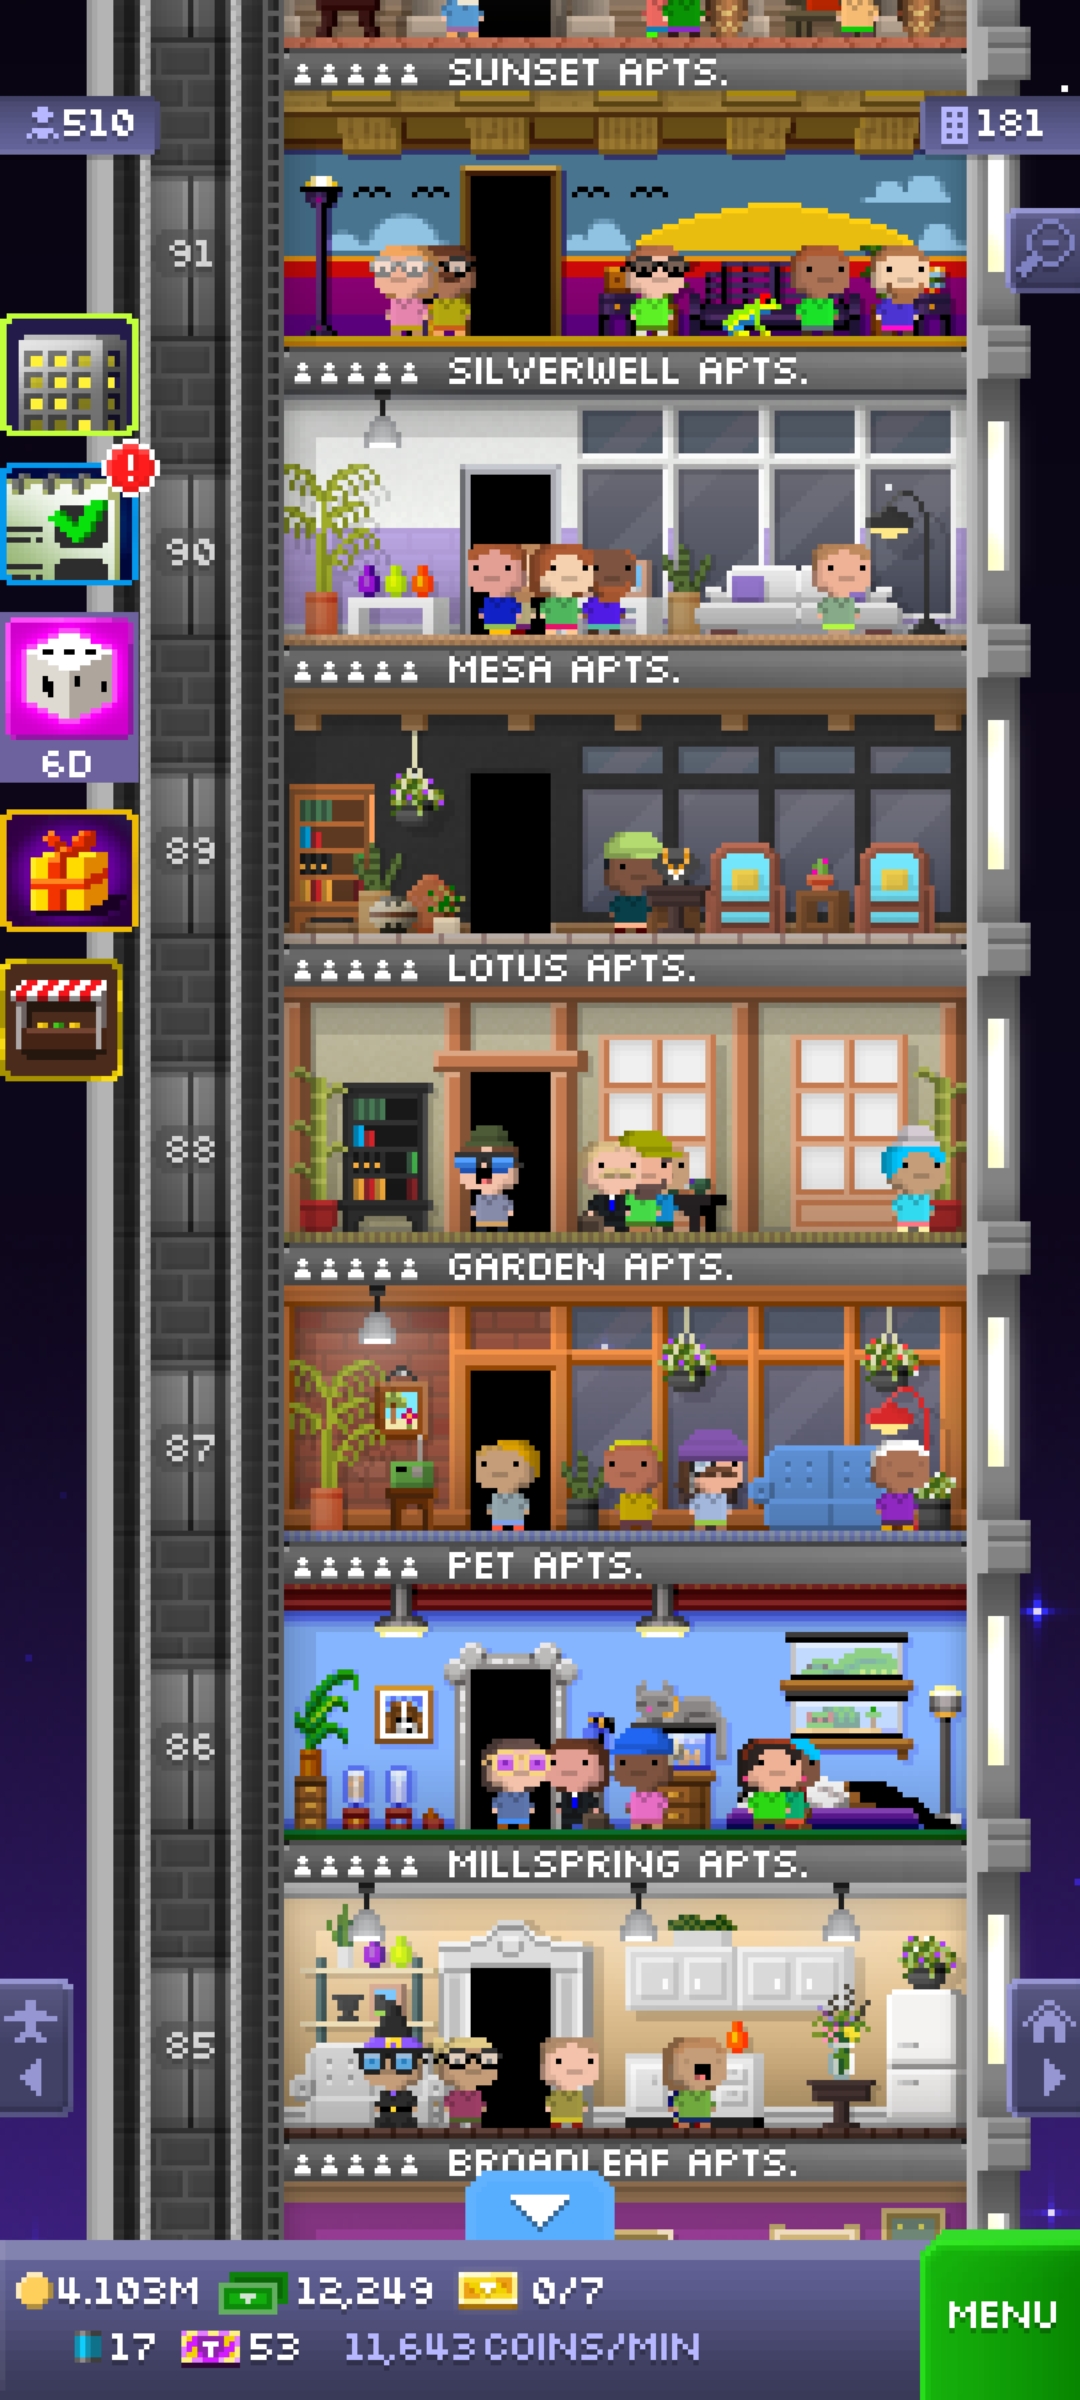 SUNSET APTS.
510
181
91
SILVERWELL APTS.
90
MESA APTS.
6D
89
LOTUS APTS.
88
GARDEN APTS.
87
PET APTS.
86
MILLSPRING APTS.
85
BROADLEAF APTS.
4.103M 12,249 0/7
17 53 11,643 COINS/MIN
MENU